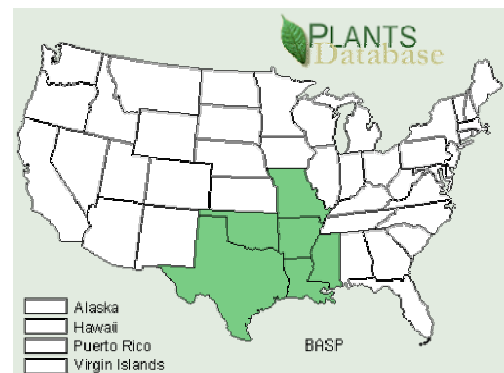 PLANTS
Database
Alaska
Hawaii
Puerto Rico
Virgin Islands
BASP